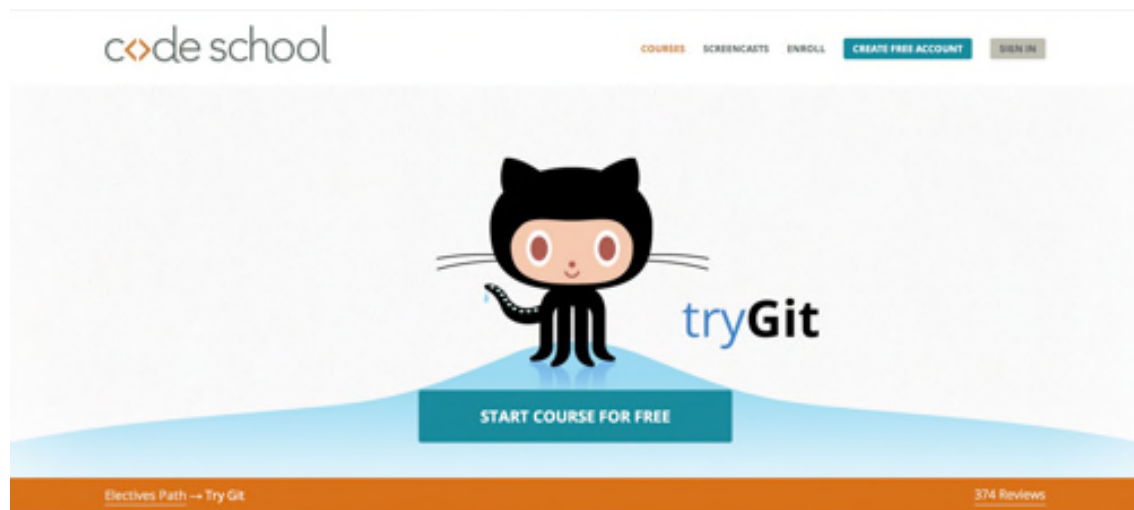 code school
COURSES SCREENCASTS ENROLL CREATE FREE ACCOUNT SIGN IN
tryGit
START COURSE FOR FREE
Electives Path → Try Git 374 Reviews